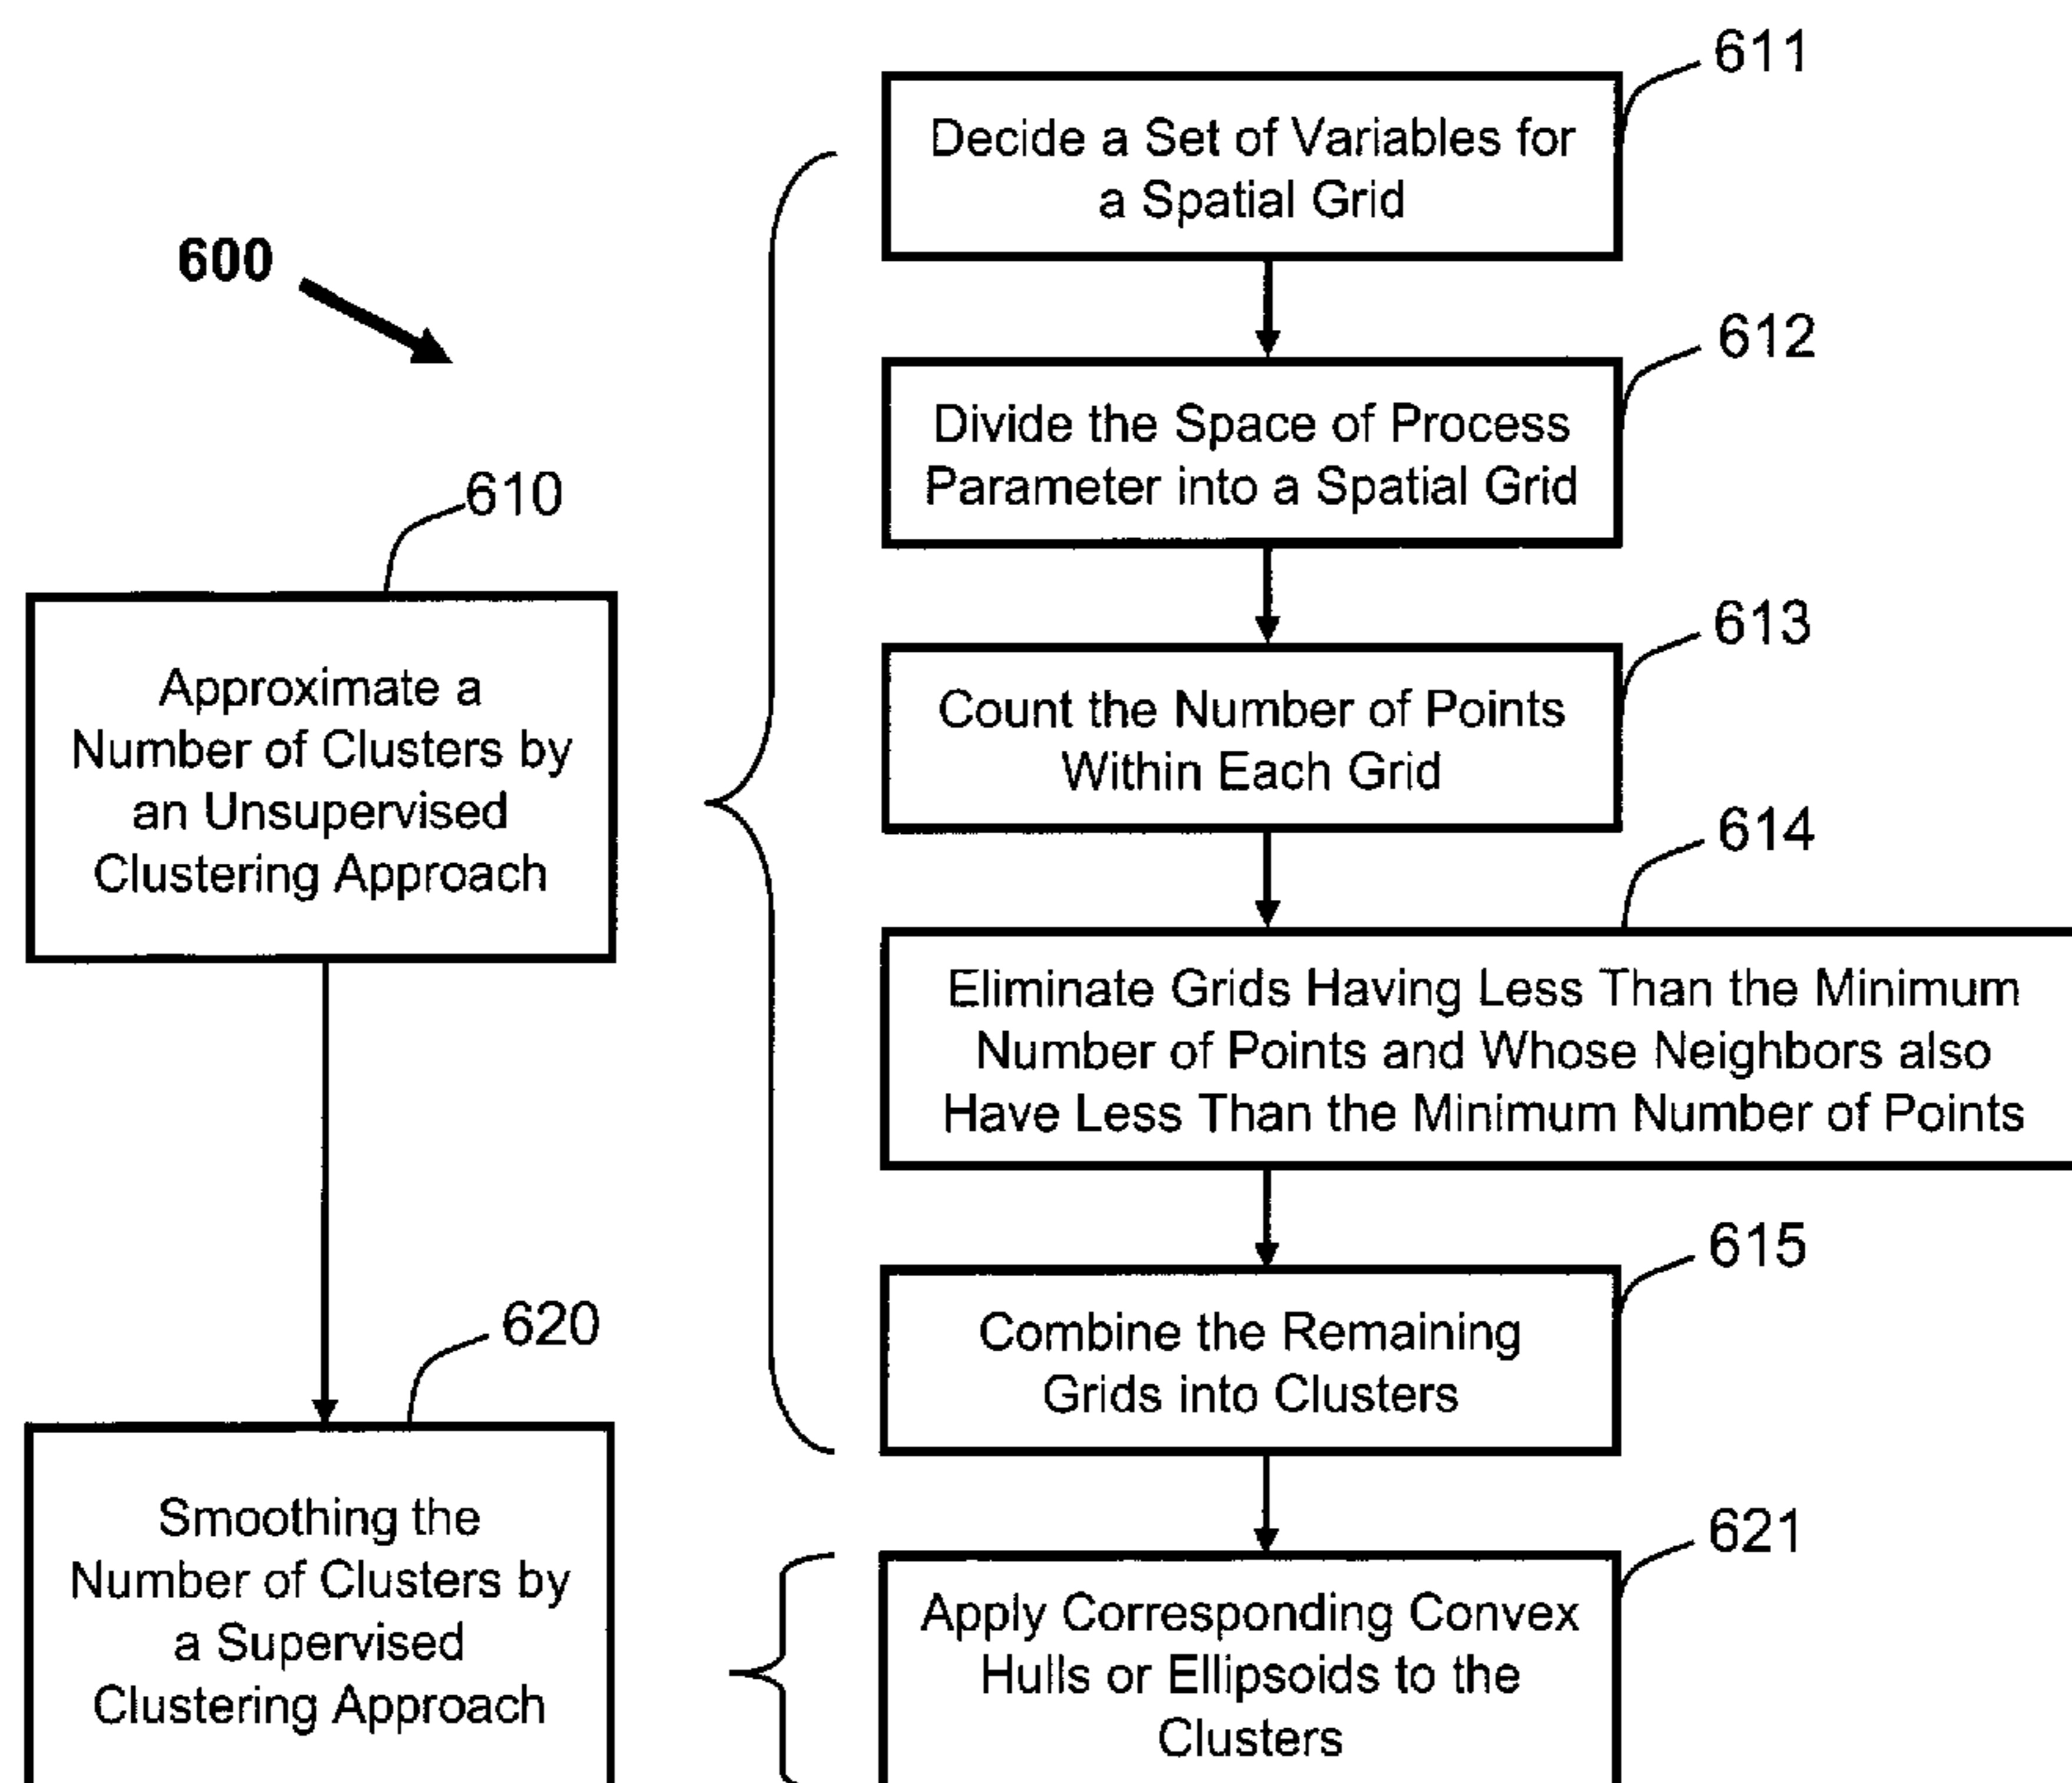 600
610
Approximate a
Number of Clusters by
an Unsupervised
Clustering Approach
620
Smoothing the
Number of Clusters by
a Supervised
Clustering Approach
611
Decide a Set of Variables for
a Spatial Grid
612
Divide the Space of Process
Parameter into a Spatial Grid
613
Count the Number of Points
Within Each Grid
614
Eliminate Grids Having Less Than the Minimum
Number of Points and Whose Neighbors also
Have Less Than the Minimum Number of Points
615
Combine the Remaining
Grids into Clusters
621
Apply Corresponding Convex
Hulls or Ellipsoids to the
Clusters